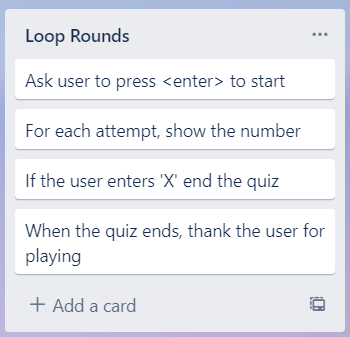 Loop Rounds
Ask user to press <enter> to start
For each attempt, show the number
If the user enters 'X' end the quiz
When the quiz ends, thank the user for
playing
+ Add a card